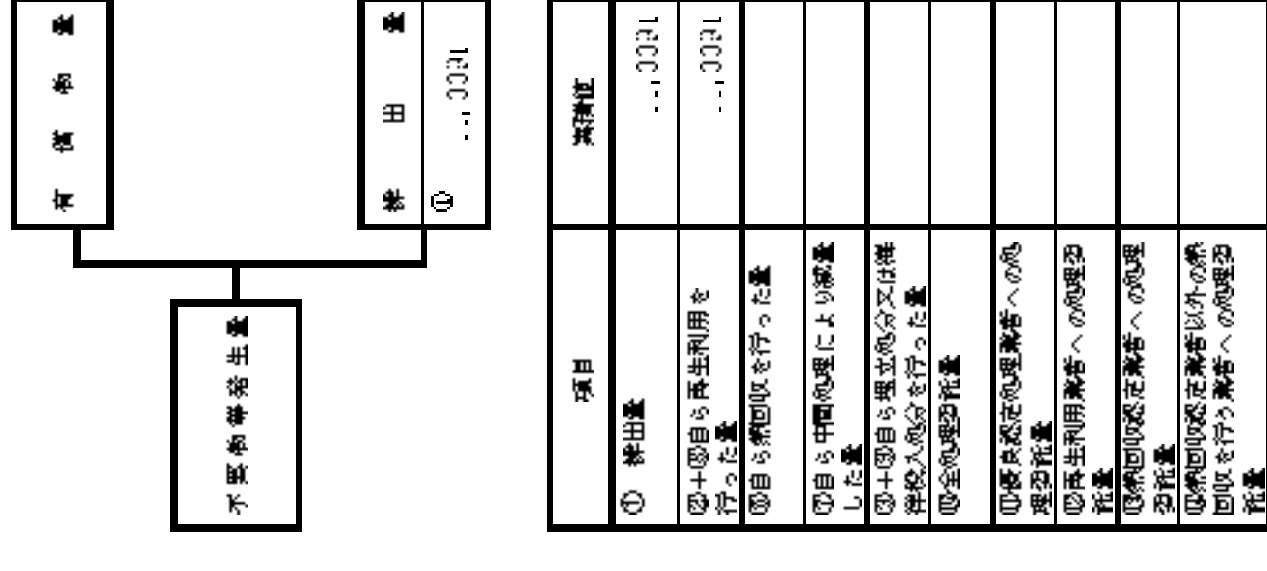 有償物量
不要物等発生量
排出量
①
項目
実績値
① 排出量
②+⑧自ら再生利用を
行った量
⑤自ら熱回収を行った量
⑦自ら中間処理により減量
した量
③+⑨自ら埋立処分又は海
洋投入処分を行った量
⑩全処理委託量
⑪優良認定処理業者への処
理委託量
⑫再生利用業者への処理委
託量
⑬熱回収認定業者への処理
委託量
⑭熱回収認定業者以外の熱
回収を行う業者への処理委
託量